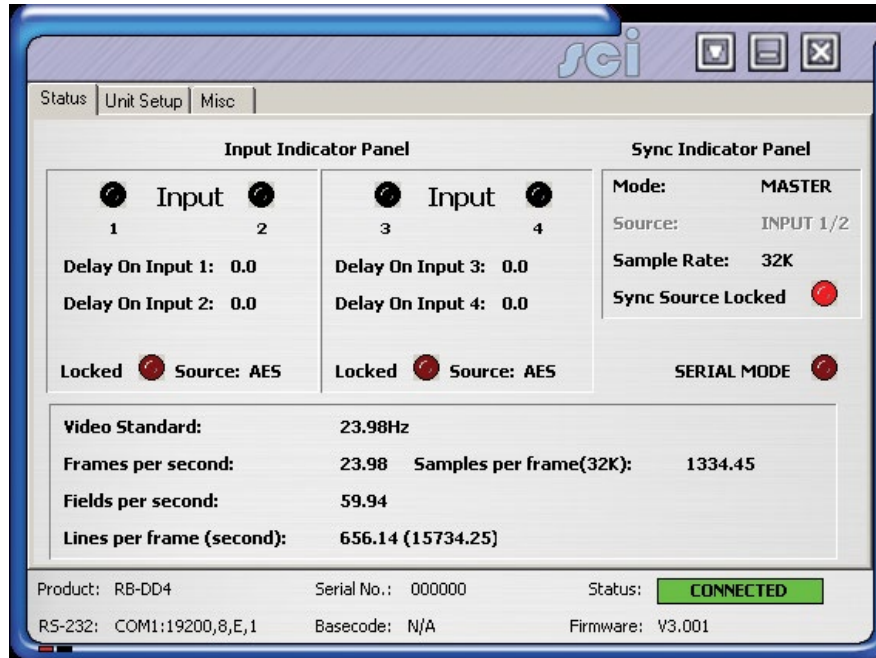 sci
Status Unit Setup Misc
Input Indicator Panel
Input
1 2
Delay On Input 1: 0.0
Delay On Input 2: 0.0
Locked Source: AES
Input
3 4
Delay On Input 3: 0.0
Delay On Input 4: 0.0
Locked Source: AES
Sync Indicator Panel
Mode: MASTER
Source: INPUT 1/2
Sample Rate: 32K
Sync Source Locked
SERIAL MODE
Video Standard: 23.98Hz
Frames per second: 23.98 Samples per frame(32K): 1334.45
Fields per second: 59.94
Lines per frame (second): 656.14 (15734.25)
Product: RB-DD4 Serial No.: 000000 Status: CONNECTED
RS-232: COM1:19200,8,E,1 Basecode: N/A Firmware: V3.001